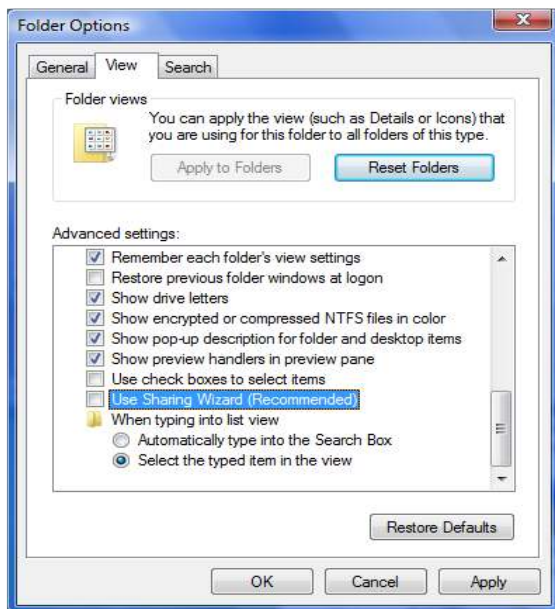 Folder Options
General
View
Search
Folder views
You can apply the view (such as Details or Icons) that
you are using for this folder to all folders of this type.
Apply to Folders
Reset Folders
Advanced settings:
Remember each folder's view settings
Restore previous folder windows at logon
Show drive letters
Show encrypted or compressed NTFS files in color
Show pop-up description for folder and desktop items
Show preview handlers in preview pane
Use check boxes to select items
Use Sharing Wizard (Recommended)
When typing into list view
Automatically type into the Search Box
Select the typed item in the view
Restore Defaults
OK
Cancel
Apply